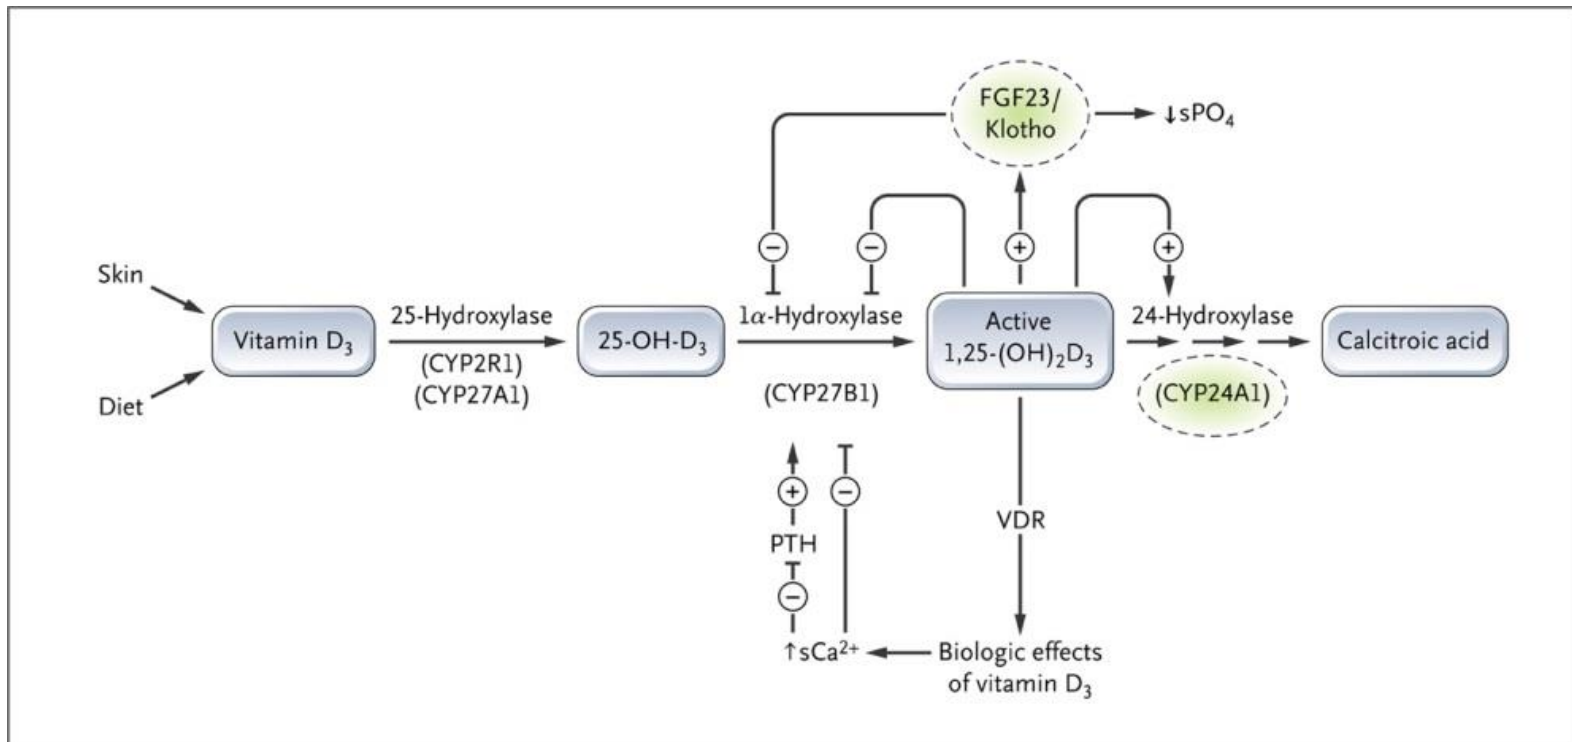 FGF23/
Klotho
↓sPO₄
−
−
+
+
Skin
Diet
Vitamin D₃
25-Hydroxylase
(CYP2R1)
(CYP27A1)
25-OH-D₃
1α-Hydroxylase
(CYP27B1)
Active
1,25-(OH)₂D₃
24-Hydroxylase
(CYP24A1)
Calcitroic acid
+
−
PTH
−
VDR
↑sCa²⁺
Biologic effects
of vitamin D₃